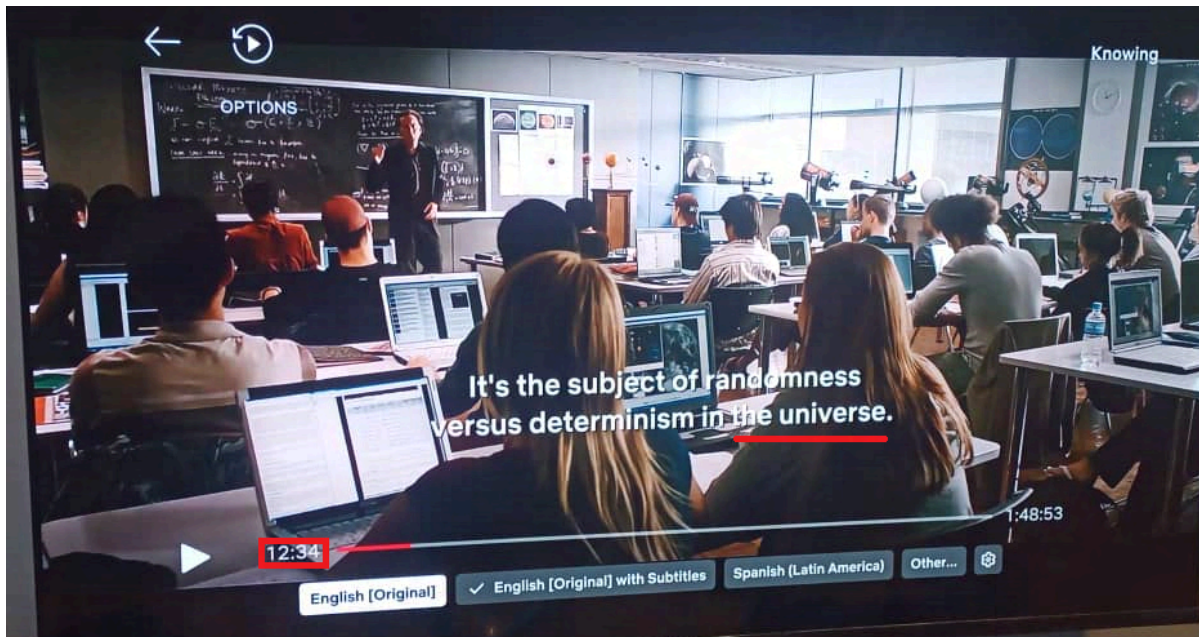 Knowing
OPTIONS
It's the subject of randomness
versus determinism in the universe.
12:34
1:48:53
English [Original]
✓ English [Original] with Subtitles
Spanish (Latin America)
Other...